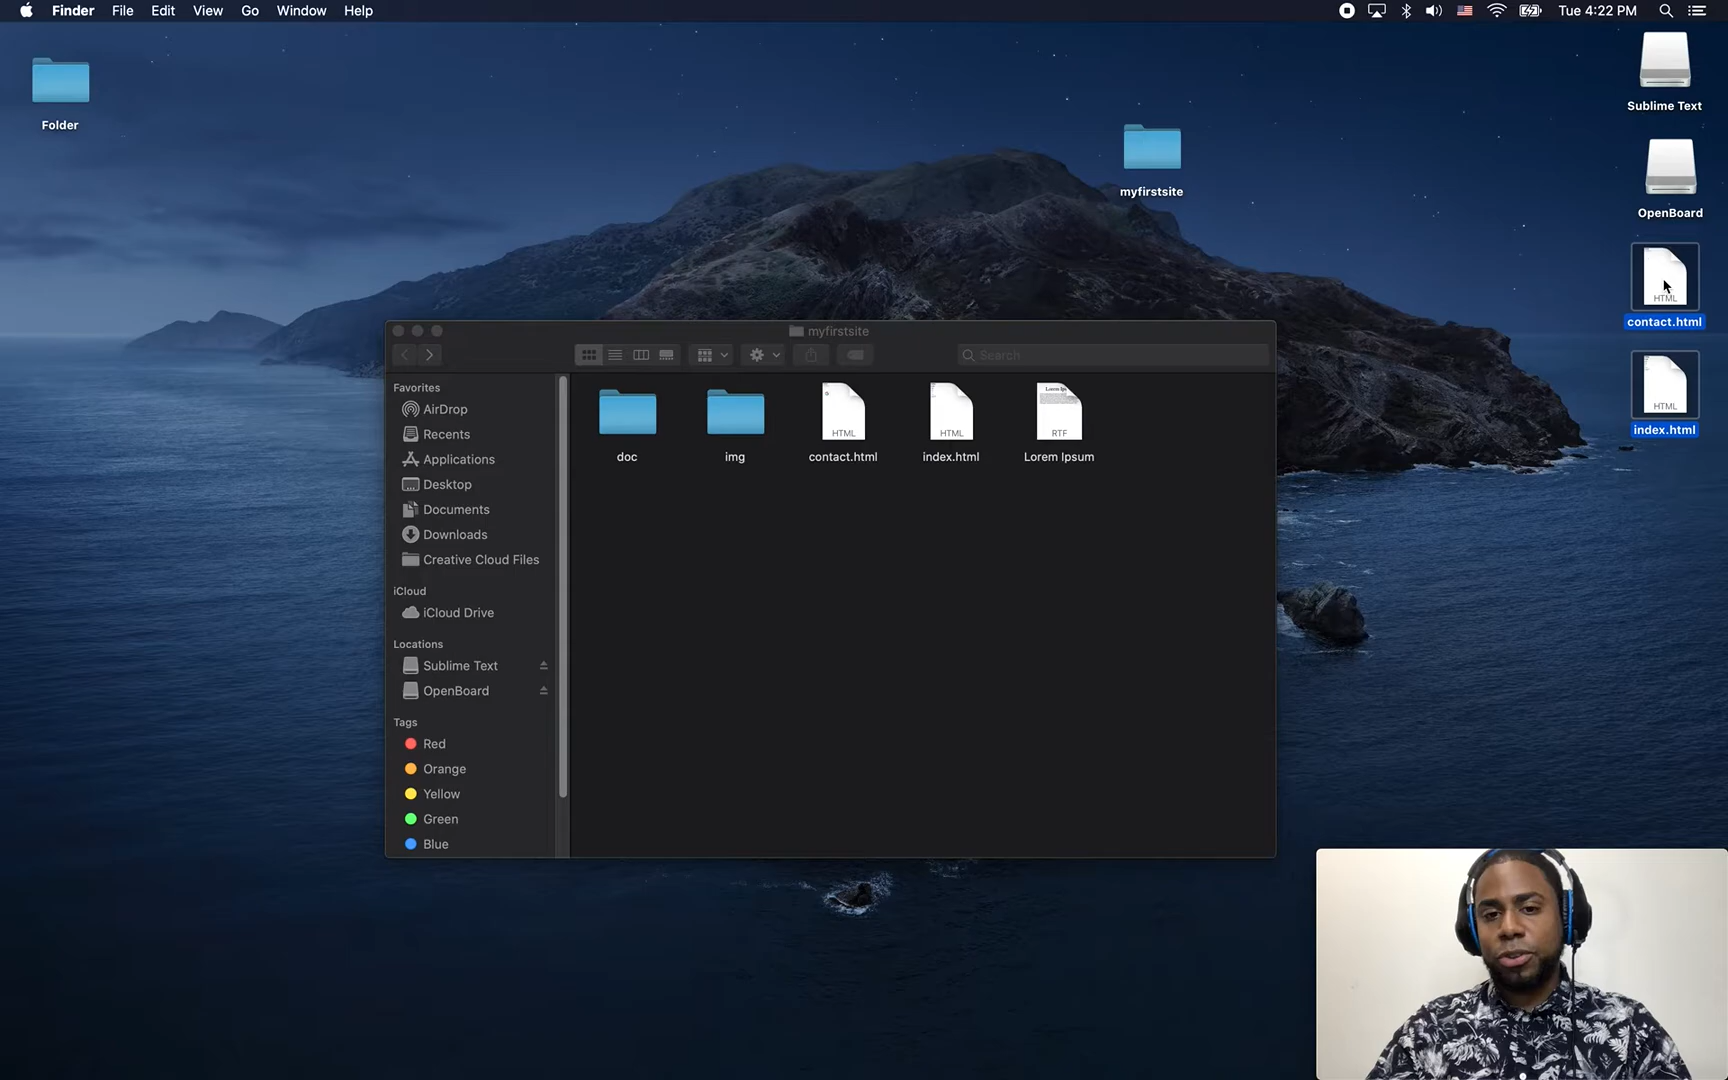 Finder File Edit View Go Window Help
Tue 4:22 PM
Folder
myfirstsite
Sublime Text
OpenBoard
HTML
contact.html
HTML
index.html
myfirstsite
Search
Favorites
AirDrop
Recents
Applications
Desktop
Documents
Downloads
Creative Cloud Files
iCloud
iCloud Drive
Locations
Sublime Text
OpenBoard
Tags
Red
Orange
Yellow
Green
Blue
HTML HTML RTF
doc img contact.html index.html Lorem Ipsum